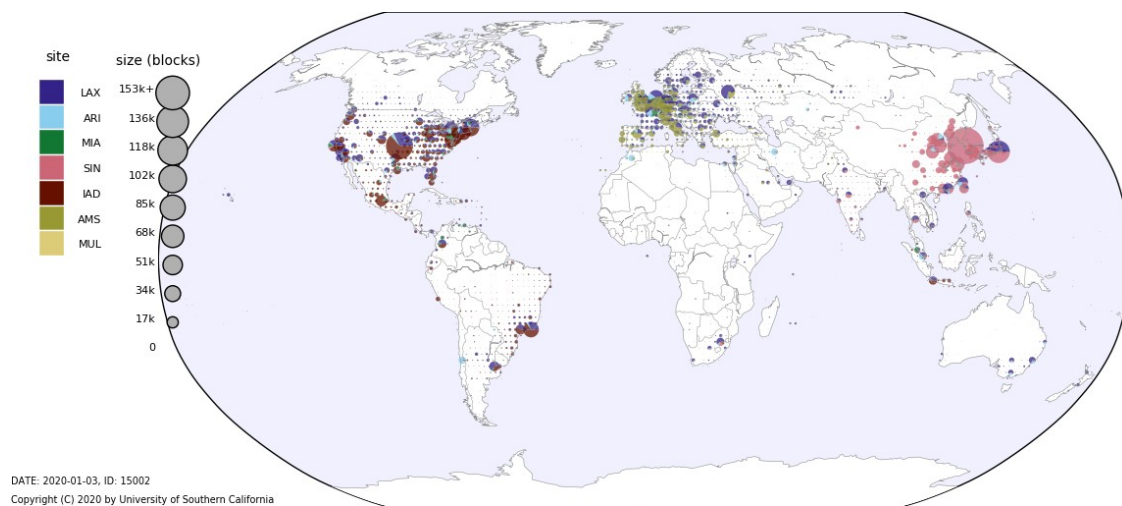 site
LAX
ARI
MIA
SIN
IAD
AMS
MUL
size (blocks)
153k+
136k
118k
102k
85k
68k
51k
34k
17k
0
DATE: 2020-01-03, ID: 15002
Copyright (C) 2020 by University of Southern California